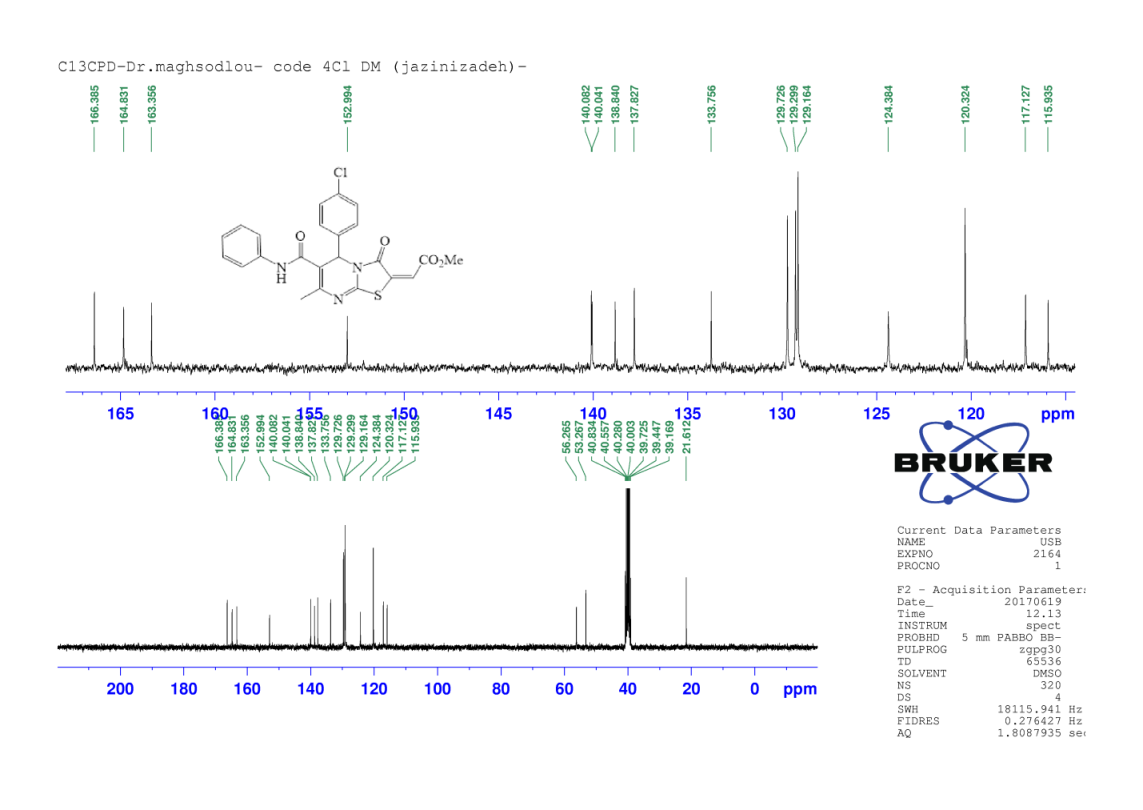 C13CPD-Dr.maghsodlou- code 4Cl DM (jazinizadeh)-
166.385
164.831
163.356
152.994
140.082
140.041
138.840
137.827
133.756
129.726
129.299
129.164
124.384
120.324
117.127
115.935
Cl
O
O
N
H
N
CO2Me
N
S
165 160 155 150 145 140 135 130 125 120 ppm
166.385
164.831
163.356
152.994
140.082
140.041
138.840
137.827
133.756
129.726
129.299
129.164
124.384
120.324
117.127
115.935
56.265
53.267
40.834
40.557
40.280
40.003
39.725
39.447
39.169
21.612
200 180 160 140 120 100 80 60 40 20 0 ppm
BRUKER
Current Data Parameters
NAME USB
EXPNO 2164
PROCNO 1
F2 - Acquisition Parameters
Date_ 20170619
Time 12.13
INSTRUM spect
PROBHD 5 mm PABBO BB-
PULPROG zgpg30
TD 65536
SOLVENT DMSO
NS 320
DS 4
SWH 18115.941 Hz
FIDRES 0.276427 Hz
AQ 1.8087935 sec